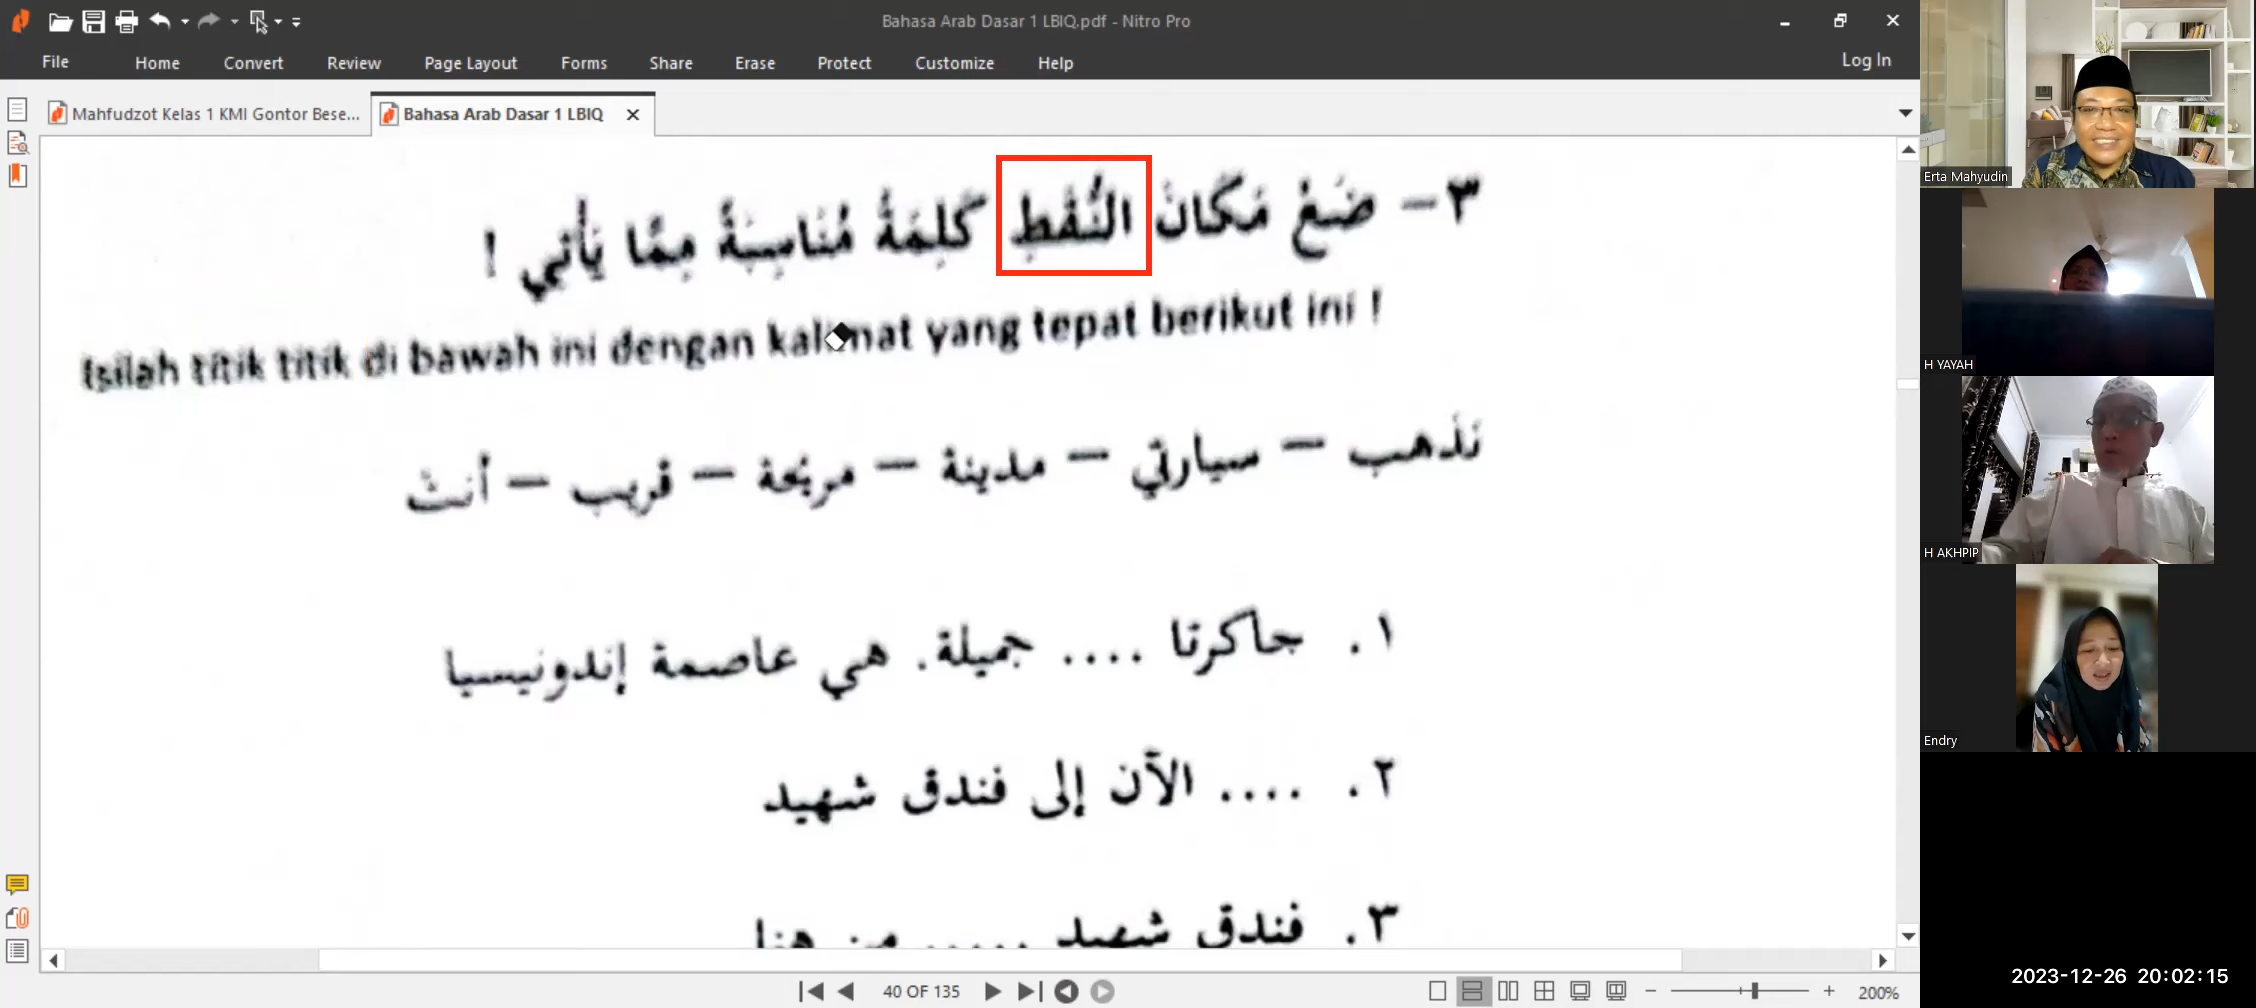 Bahasa Arab Dasar 1 LBIQ.pdf - Nitro Pro
File Home Convert Review Page Layout Forms Share Erase Protect Customize Help Log In
Mahfudzot Kelas 1 KMI Gontor Bese... Bahasa Arab Dasar 1 LBIQ
٣- ضَعْ مَكَانَ النُّقَطِ كَلِمَةً مُنَاسِبَةً مِمَّا يَأْتِي !
Isilah titik titik di bawah ini dengan kalimat yang tepat berikut ini !
نذهب – سيارتي – مدينة – مريحة – قريب – أنت
١. جاكرتا .... جميلة. هي عاصمة إندونيسيا
٢. .... الآن إلى فندق شهيد
٣. فندق شهيد ..... من هنا
40 OF 135
200%
Erta Mahyudin
H YAYAH
H AKHPIP
Endry
2023-12-26 20:02:15